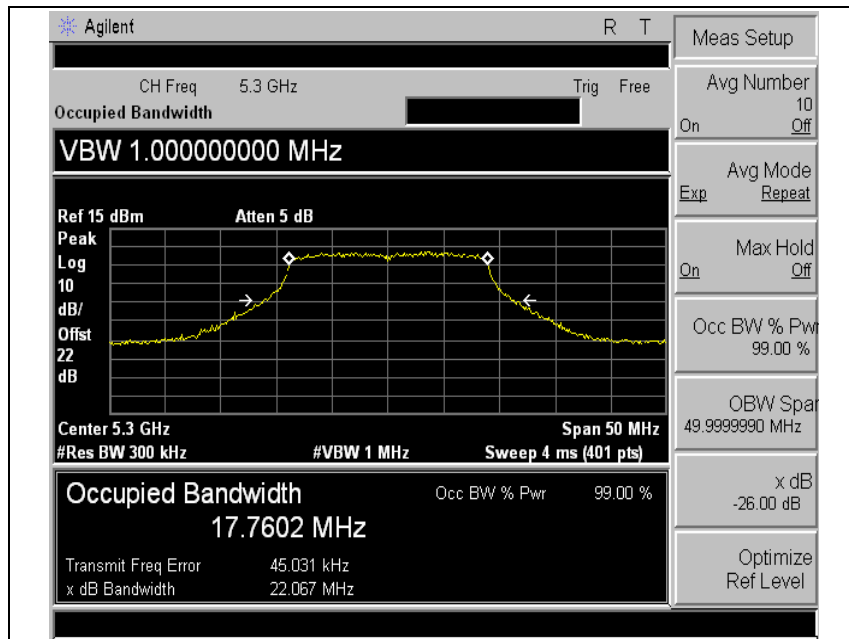 Agilent R T
CH Freq 5.3 GHz Trig Free
Occupied Bandwidth
VBW 1.000000000 MHz
Ref 15 dBm Atten 5 dB
Peak
Log
10
dB/
Offst
22
dB
Center 5.3 GHz Span 50 MHz
#Res BW 300 kHz #VBW 1 MHz Sweep 4 ms (401 pts)
Occupied Bandwidth Occ BW % Pwr 99.00 %
17.7602 MHz
Transmit Freq Error 45.031 kHz
x dB Bandwidth 22.067 MHz
Meas Setup
Avg Number
10
On Off
Avg Mode
Exp Repeat
Max Hold
On Off
Occ BW % Pwr
99.00 %
OBW Spar
49.9999990 MHz
x dB
-26.00 dB
Optimize
Ref Level